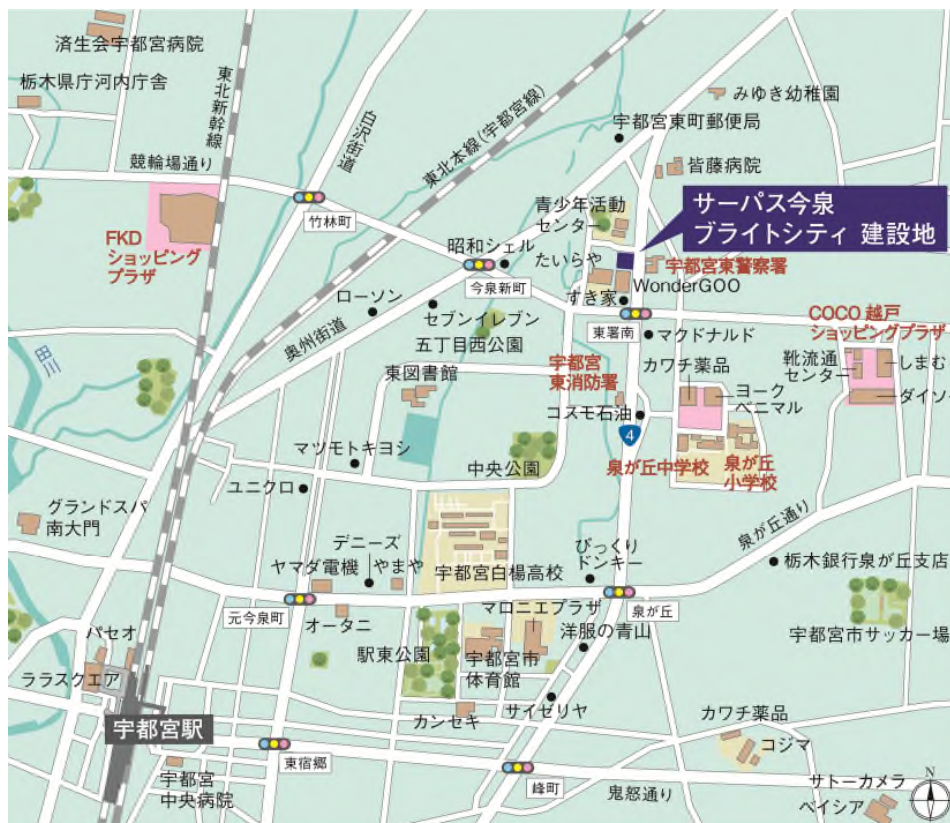 済生会宇都宮病院
栃木県庁河内庁舎
東北新幹線
白沢街道
東北本線(宇都宮線)
みゆき幼稚園
宇都宮東町郵便局
競輪場通り
皆藤病院
竹林町
青少年活動
センター
サーパス今泉
ブライトシティ 建設地
FKD
ショッピング
プラザ
昭和シェル
たいらや
宇都宮東警察署
今泉新町
WonderGOO
すき家
ローソン
セブンイレブン
東署南
マクドナルド
COCO 越戸
ショッピングプラザ
奥州街道
五丁目西公園
田川
東図書館
宇都宮
東消防署
カワチ薬品
ヨーク
ベニマル
靴流通
センター
しまむ
ダイソ
コスモ石油
4
マツモトキヨシ
中央公園
泉が丘中学校
泉が丘
小学校
ユニクロ
グランドスパ
南大門
泉が丘通り
デニーズ
びっくり
ドンキー
栃木銀行泉が丘支店
ヤマダ電機
やまや
宇都宮白楊高校
元今泉町
オータニ
マロニエプラザ
泉が丘
洋服の青山
宇都宮市サッカー場
パセオ
駅東公園
宇都宮市
体育館
ララスクエア
カンセキ
サイゼリヤ
カワチ薬品
宇都宮駅
コジマ
東宿郷
宇都宮
中央病院
峰町
鬼怒通り
サトーカメラ
ベイシア
N